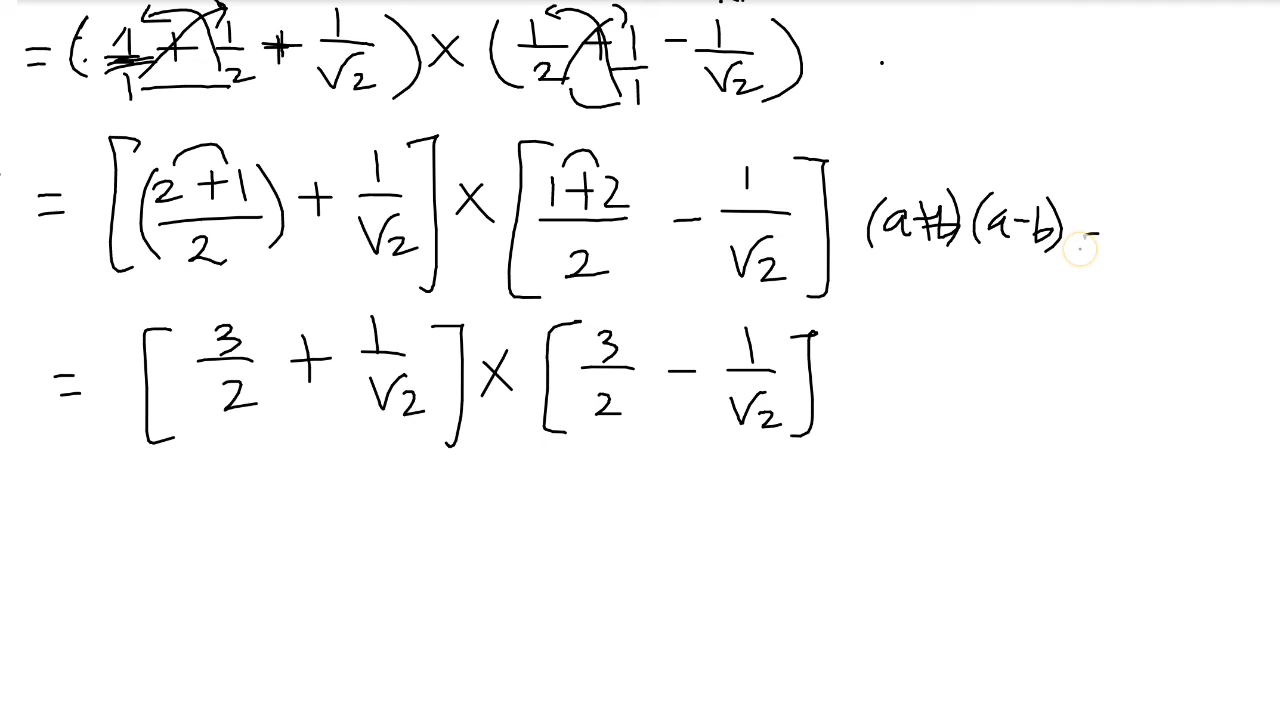 = (1/1 + 1/2 + 1/√2) × (1/2 + 1/1 - 1/√2)
= [(2+1)/2 + 1/√2] × [1+2/2 - 1/√2] (a+b)(a-b) -
= [3/2 + 1/√2] × [3/2 - 1/√2]